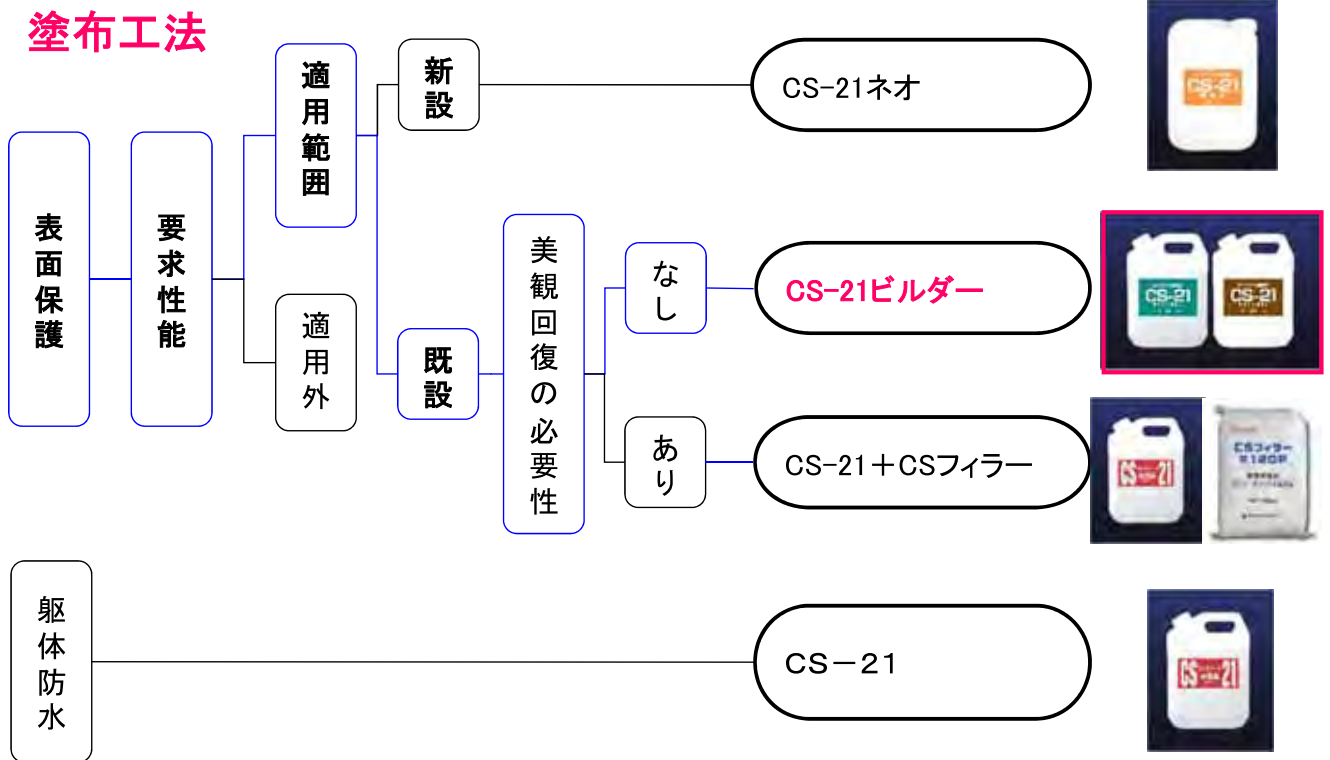 塗布工法
表面保護
要求性能
適用範囲
適用外
新設
既設
美観回復の必要性
なし
あり
CS-21ネオ
CS-21ビルダー
CS-21+CSフィラー
躯体防水
CS-21
CS-21
CS-21
CS-21
CS 21
CSフィラー
CS 21